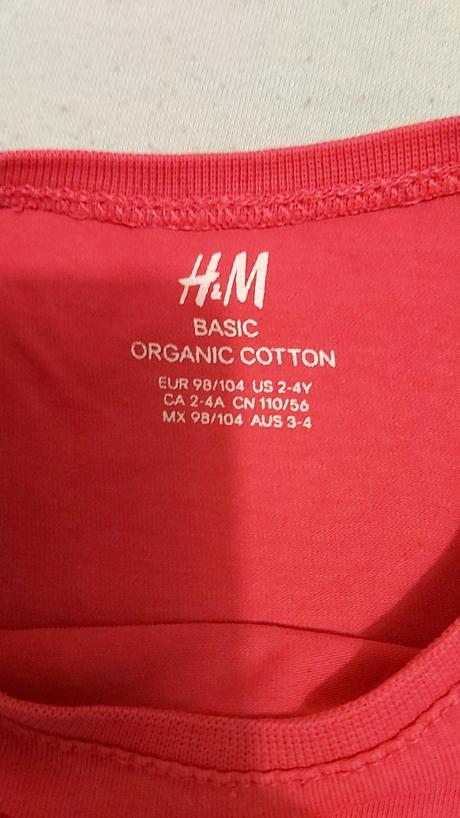 H&M
BASIC
ORGANIC COTTON
EUR 98/104 US 2-4Y
CA 2-4A CN 110/56
MX 98/104 AUS 3-4